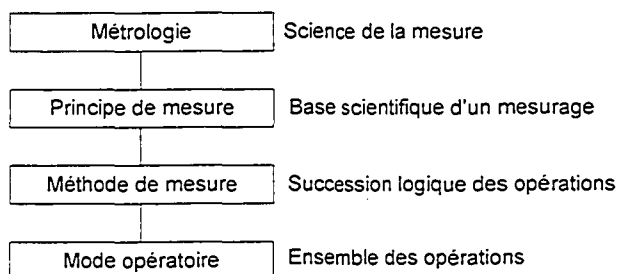 Métrologie Science de la mesure
Principe de mesure Base scientifique d'un mesurage
Méthode de mesure Succession logique des opérations
Mode opératoire Ensemble des opérations